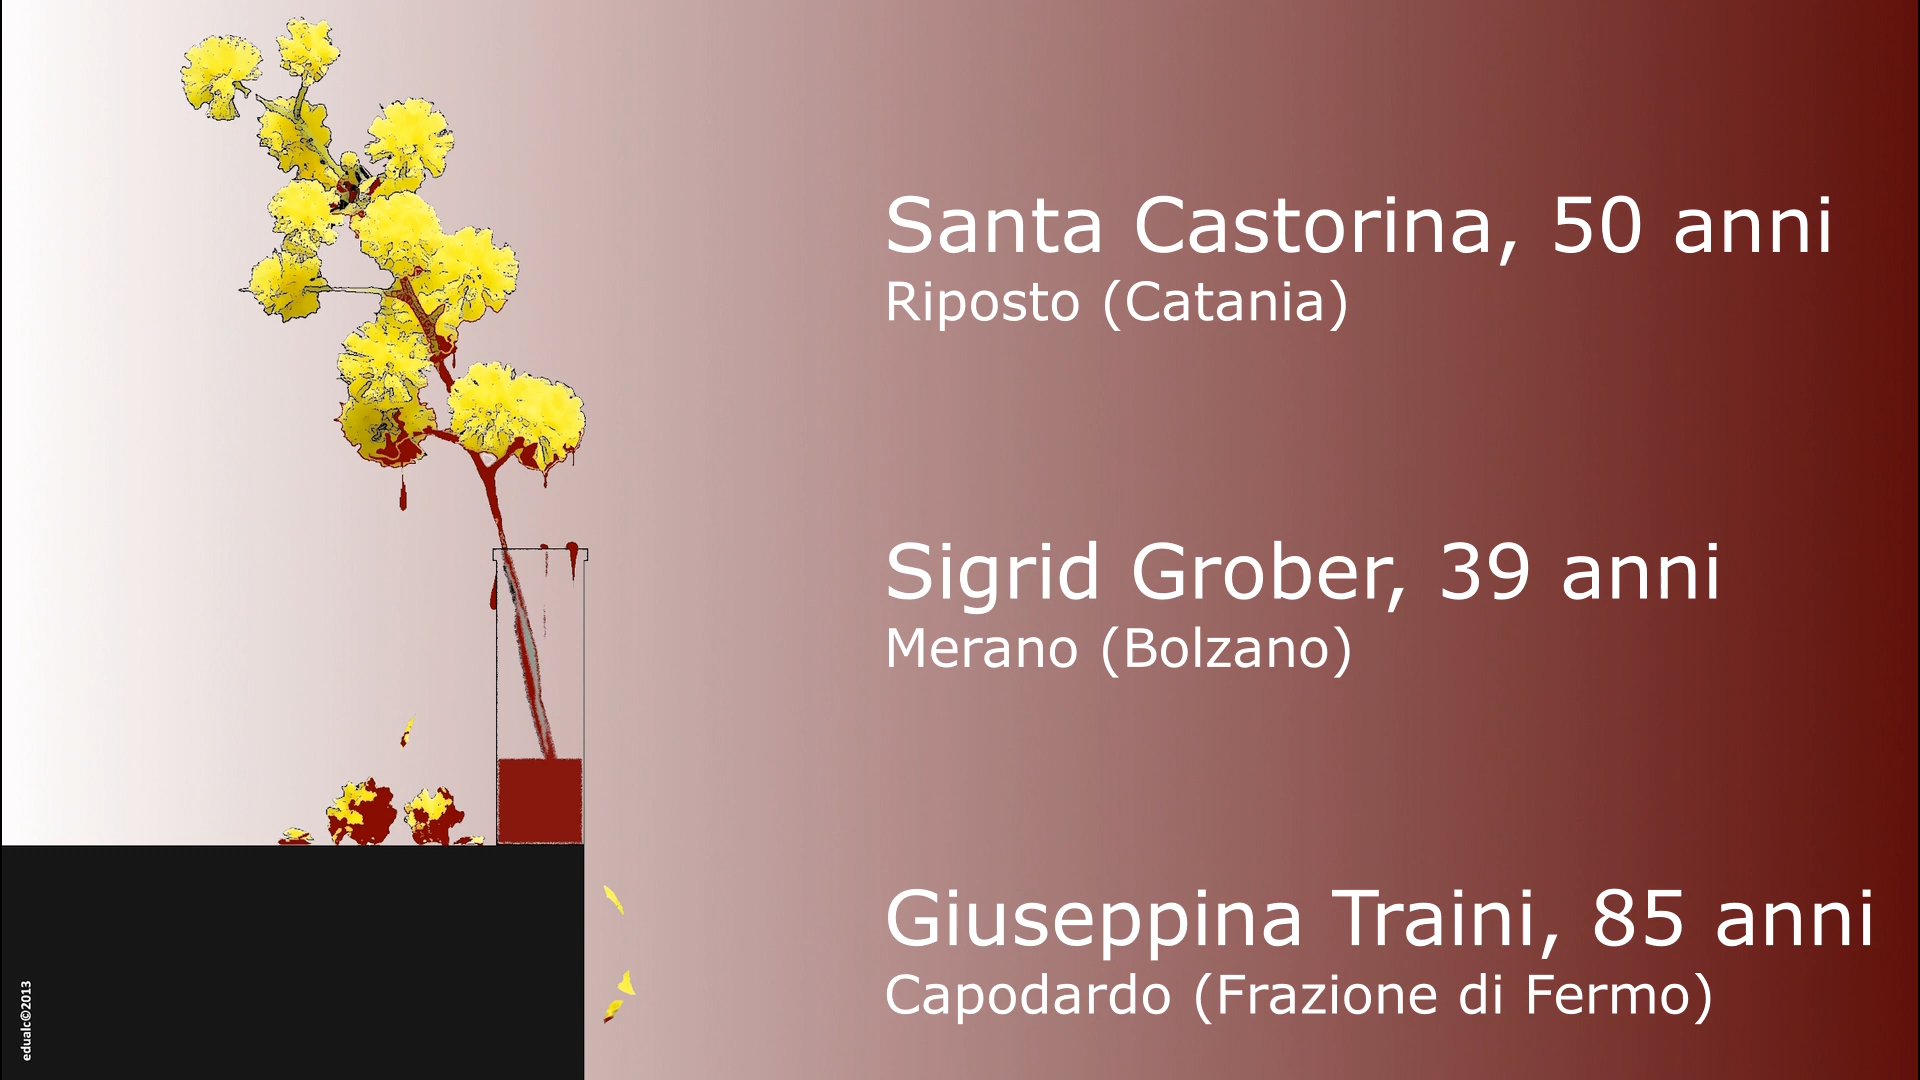 Santa Castorina, 50 anni
Riposto (Catania)
Sigrid Grober, 39 anni
Merano (Bolzano)
Giuseppina Traini, 85 anni
Capodardo (Frazione di Fermo)
edualc©2013